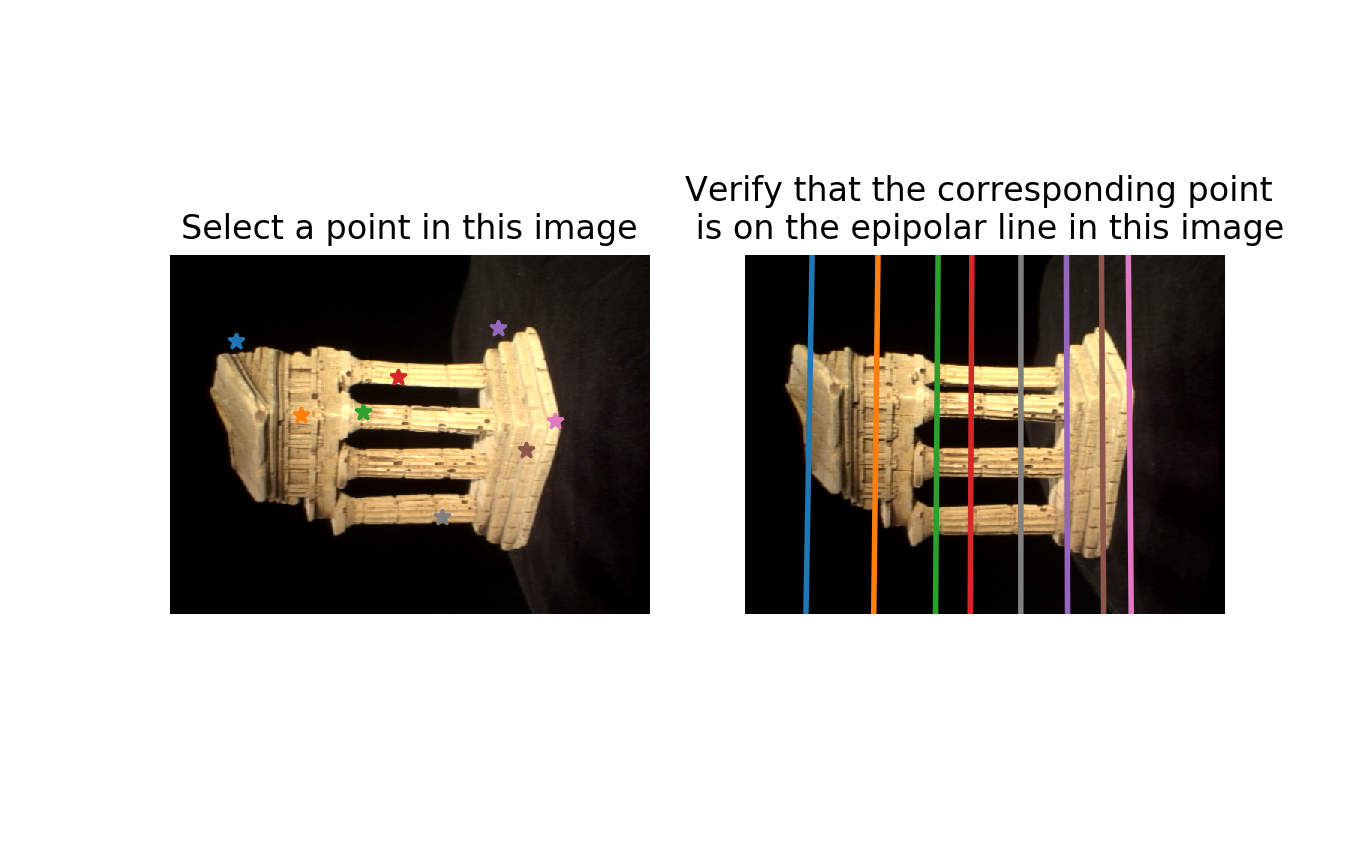 Select a point in this image
Verify that the corresponding point
is on the epipolar line in this image